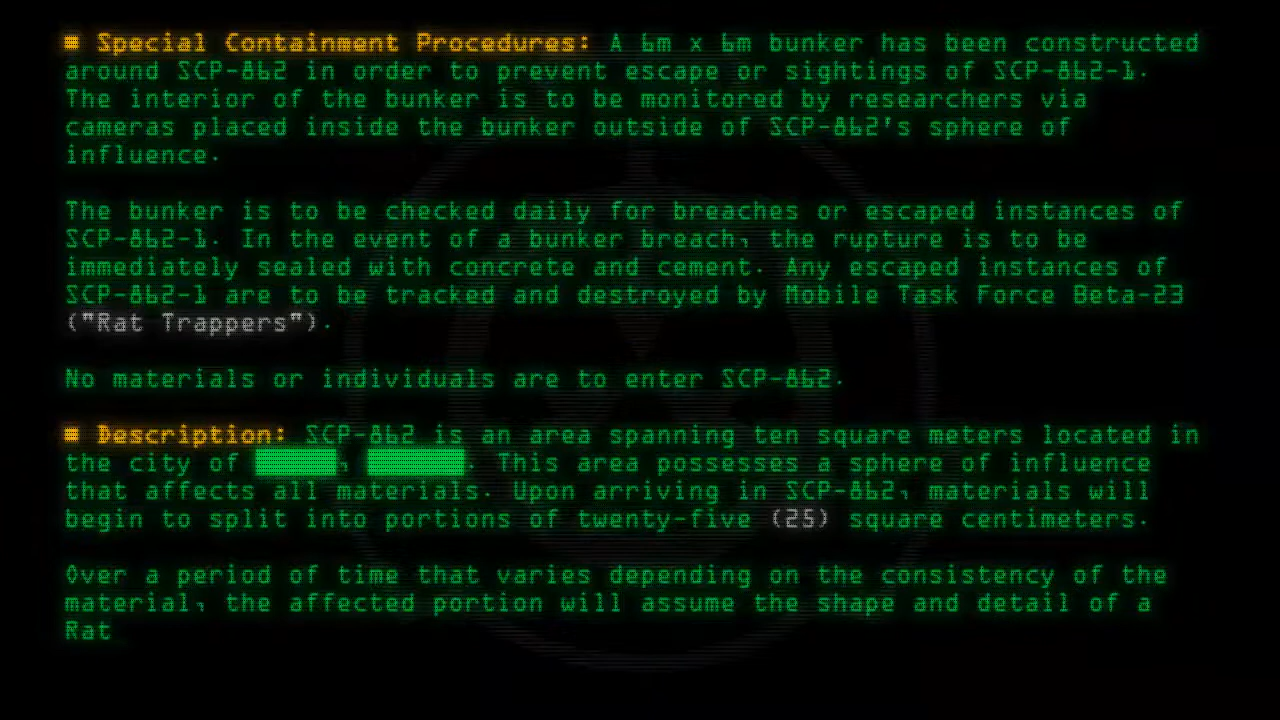 ■ Special Containment Procedures: A 6m x 6m bunker has been constructed
around SCP-862 in order to prevent escape or sightings of SCP-862-1.
The interior of the bunker is to be monitored by researchers via
cameras placed inside the bunker outside of SCP-862's sphere of
influence.
The bunker is to be checked daily for breaches or escaped instances of
SCP-862-1. In the event of a bunker breach, the rupture is to be
immediately sealed with concrete and cement. Any escaped instances of
SCP-862-1 are to be tracked and destroyed by Mobile Task Force Beta-23
("Rat Trappers").
No materials or individuals are to enter SCP-862.
■ Description: SCP-862 is an area spanning ten square meters located in
the city of █████, ██████. This area possesses a sphere of influence
that affects all materials. Upon arriving in SCP-862, materials will
begin to split into portions of twenty-five (25) square centimeters.
Over a period of time that varies depending on the consistency of the
material, the affected portion will assume the shape and detail of a
Rat